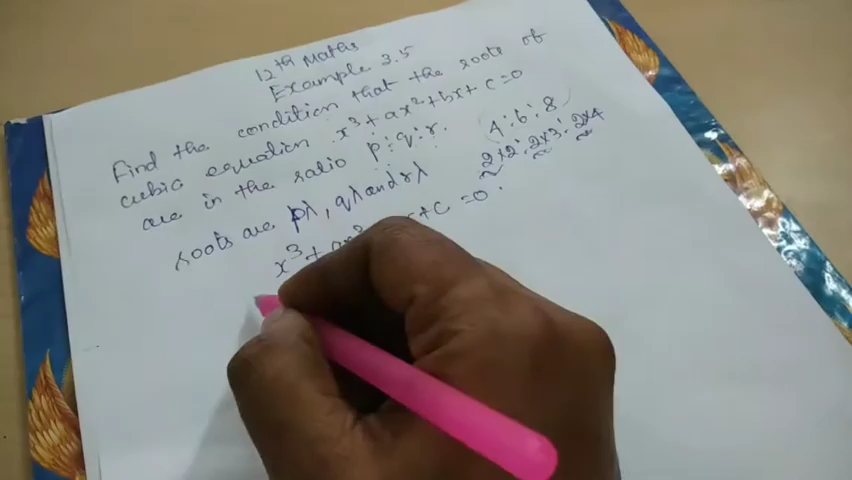 12th Maths
Example 3.5
Find the condition that the roots of
cubic equation x³+ax²+bx+c=0
are in the ratio p:q:r.
4:6:8
2×2:2×3:2×4
roots are pλ, qλ and rλ
x³+ax² x+c=0.